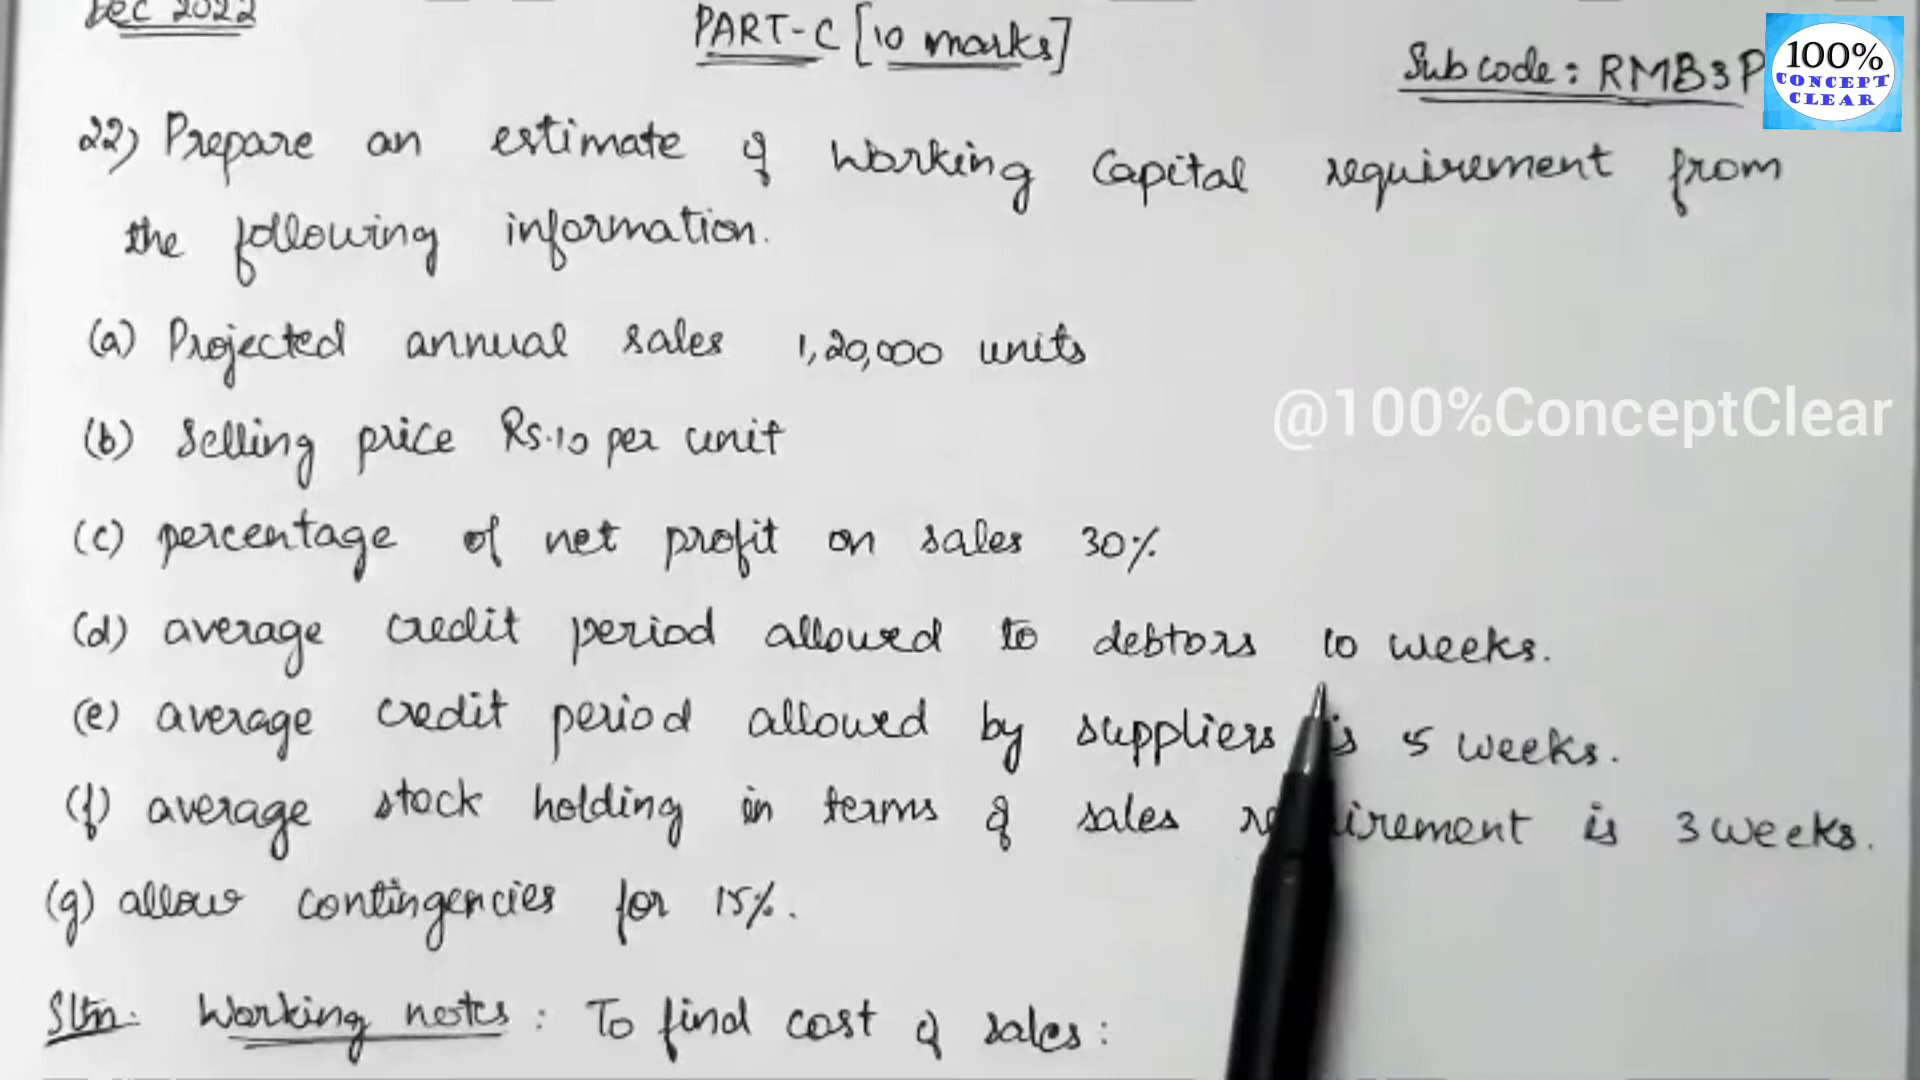 Dec 2022
PART-C [10 marks]
Sub code: RMB3P
100%
CONCEPT
CLEAR
22) Prepare an estimate of Working Capital requirement from
the following information.
(a) Projected annual sales 1,20,000 units
@100%ConceptClear
(b) Selling price Rs.10 per unit
(c) percentage of net profit on sales 30%
(d) average credit period allowed to debtors 10 weeks.
(e) average credit period allowed by suppliers is 5 weeks.
(f) average stock holding in terms of sales requirement is 3 weeks.
(g) allow contingencies for 15%.
Sltn: Working notes: To find cost of sales: